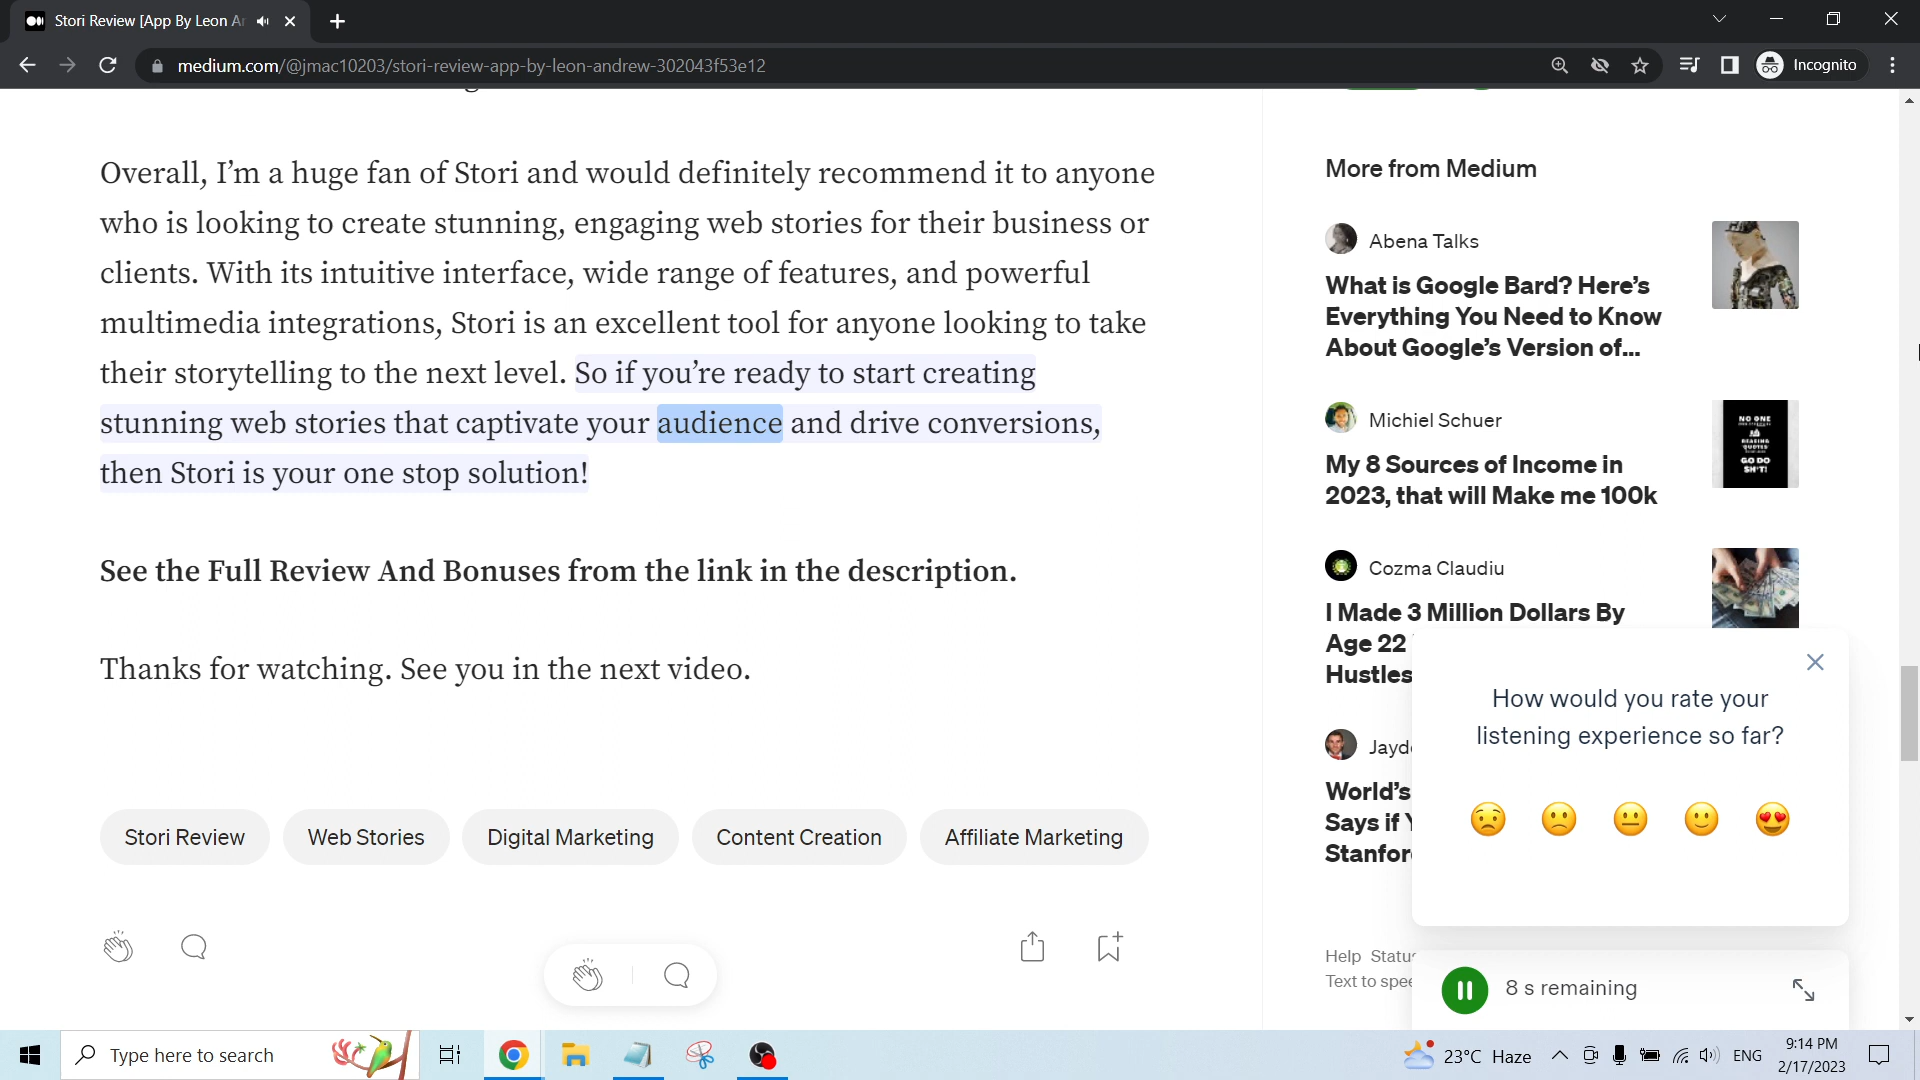 Stori Review [App By Leon Ar
medium.com/@jmac10203/stori-review-app-by-leon-andrew-302043f53e12
Incognito
Overall, I'm a huge fan of Stori and would definitely recommend it to anyone
who is looking to create stunning, engaging web stories for their business or
clients. With its intuitive interface, wide range of features, and powerful
multimedia integrations, Stori is an excellent tool for anyone looking to take
their storytelling to the next level. So if you're ready to start creating
stunning web stories that captivate your audience and drive conversions,
then Stori is your one stop solution!
See the Full Review And Bonuses from the link in the description.
Thanks for watching. See you in the next video.
Stori Review
Web Stories
Digital Marketing
Content Creation
Affiliate Marketing
More from Medium
Abena Talks
What is Google Bard? Here's
Everything You Need to Know
About Google's Version of...
Michiel Schuer
My 8 Sources of Income in
2023, that will Make me 100k
NO ONE
READING
QUOTES
GO DO
SH*T!
Cozma Claudiu
I Made 3 Million Dollars By
Age 22
Hustles
Jayd
World's
Says if Y
Stanfor
Help Status
Text to spee
How would you rate your
listening experience so far?
8 s remaining
Type here to search
23°C Haze
ENG
9:14 PM
2/17/2023